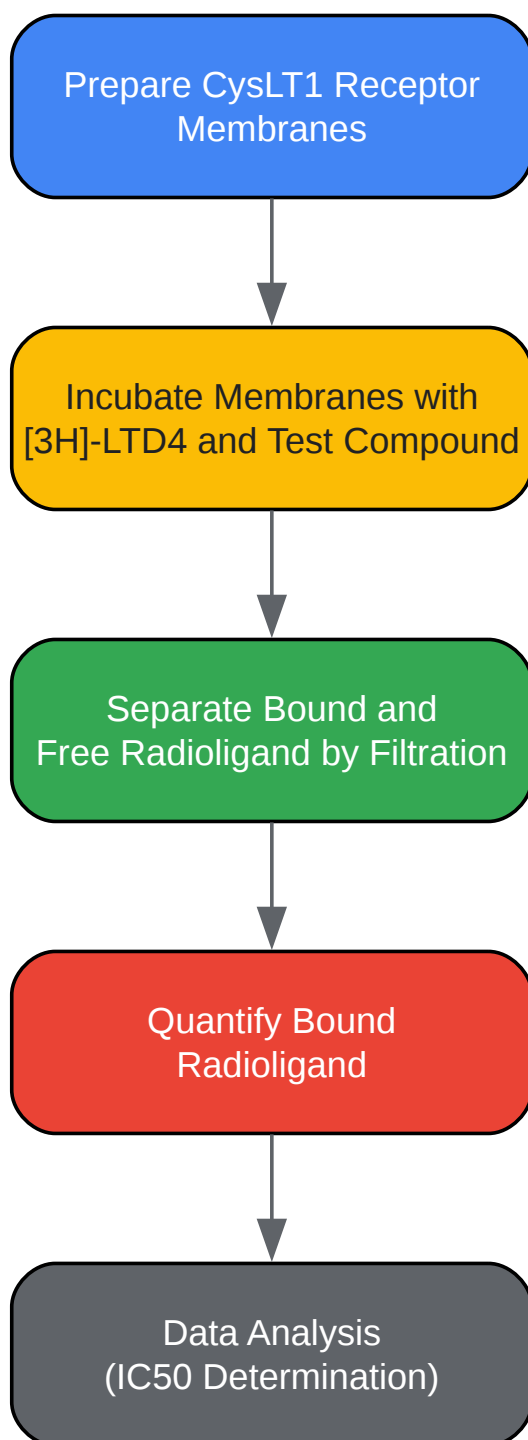 Prepare CysLT1 Receptor
Membranes
Incubate Membranes with
[3H]-LTD4 and Test Compound
Separate Bound and
Free Radioligand by Filtration
Quantify Bound
Radioligand
Data Analysis
(IC50 Determination)